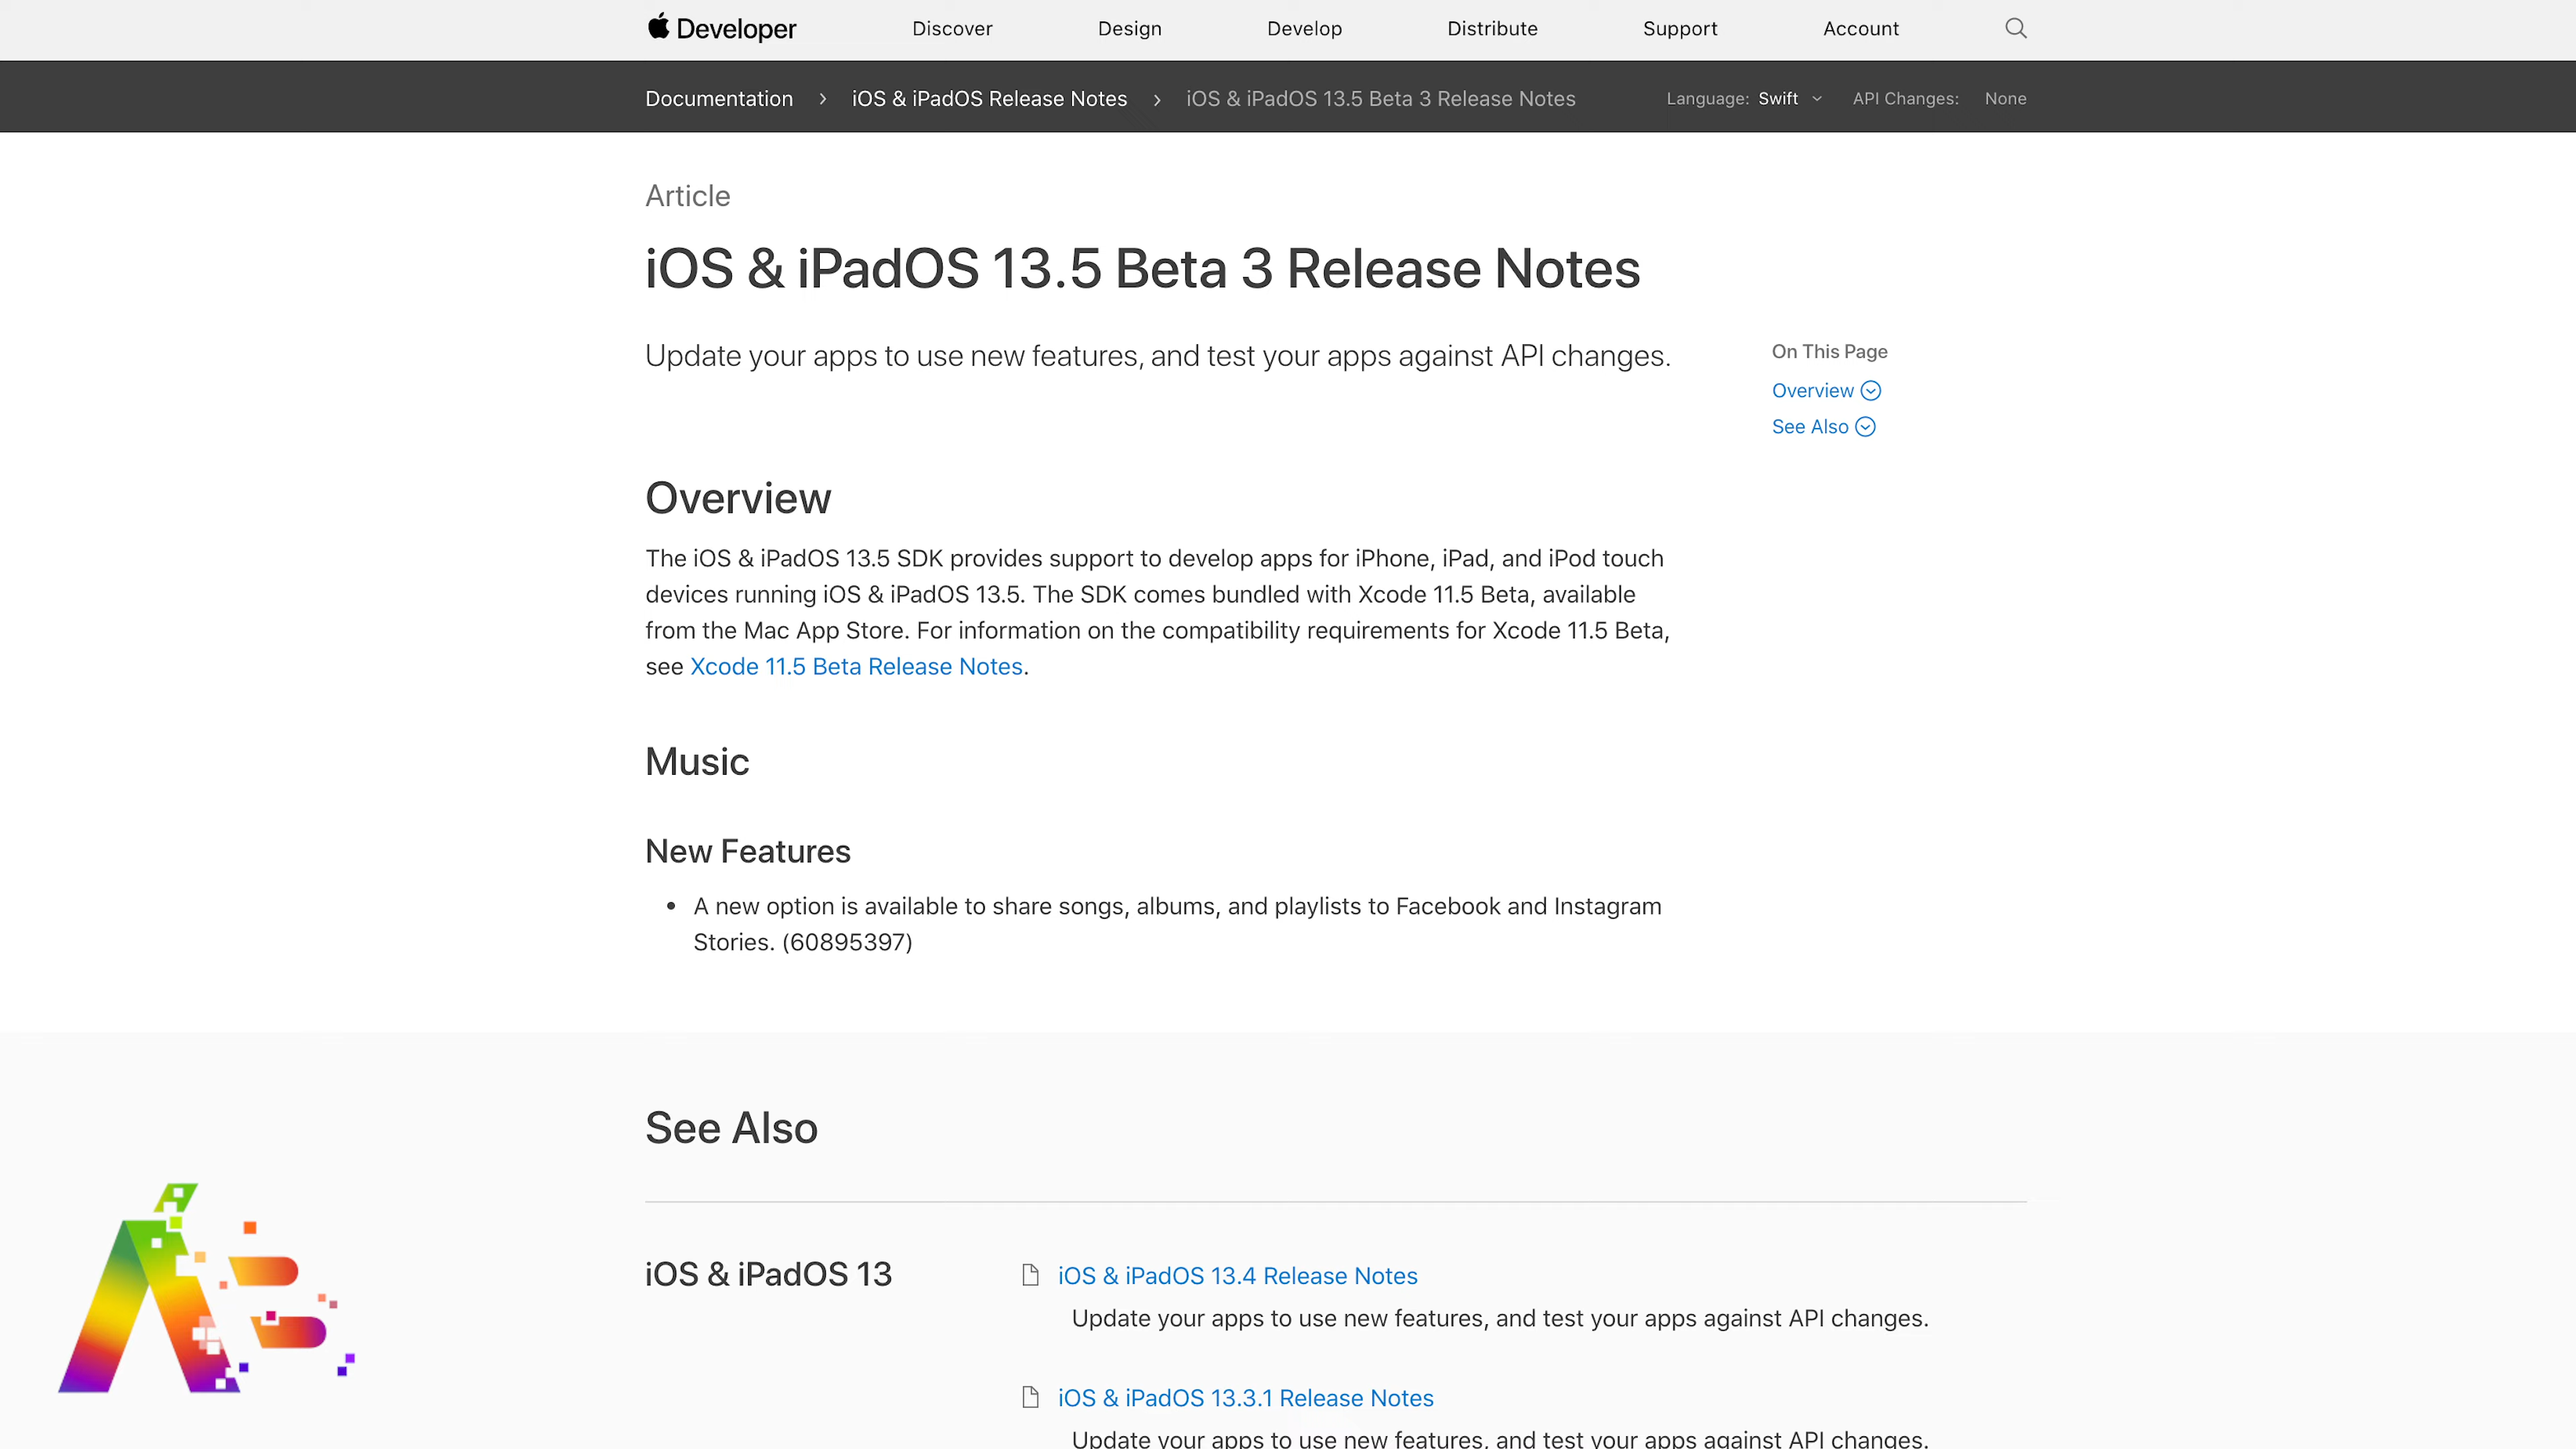 Developer
Discover
Design
Develop
Distribute
Support
Account
Documentation
iOS & iPadOS Release Notes
iOS & iPadOS 13.5 Beta 3 Release Notes
Language: Swift
API Changes: None
Article
iOS & iPadOS 13.5 Beta 3 Release Notes
Update your apps to use new features, and test your apps against API changes.
On This Page
Overview
See Also
Overview
The iOS & iPadOS 13.5 SDK provides support to develop apps for iPhone, iPad, and iPod touch
devices running iOS & iPadOS 13.5. The SDK comes bundled with Xcode 11.5 Beta, available
from the Mac App Store. For information on the compatibility requirements for Xcode 11.5 Beta,
see Xcode 11.5 Beta Release Notes.
Music
New Features
• A new option is available to share songs, albums, and playlists to Facebook and Instagram
Stories. (60895397)
See Also
iOS & iPadOS 13
iOS & iPadOS 13.4 Release Notes
Update your apps to use new features, and test your apps against API changes.
iOS & iPadOS 13.3.1 Release Notes
Update your apps to use new features, and test your apps against API changes.